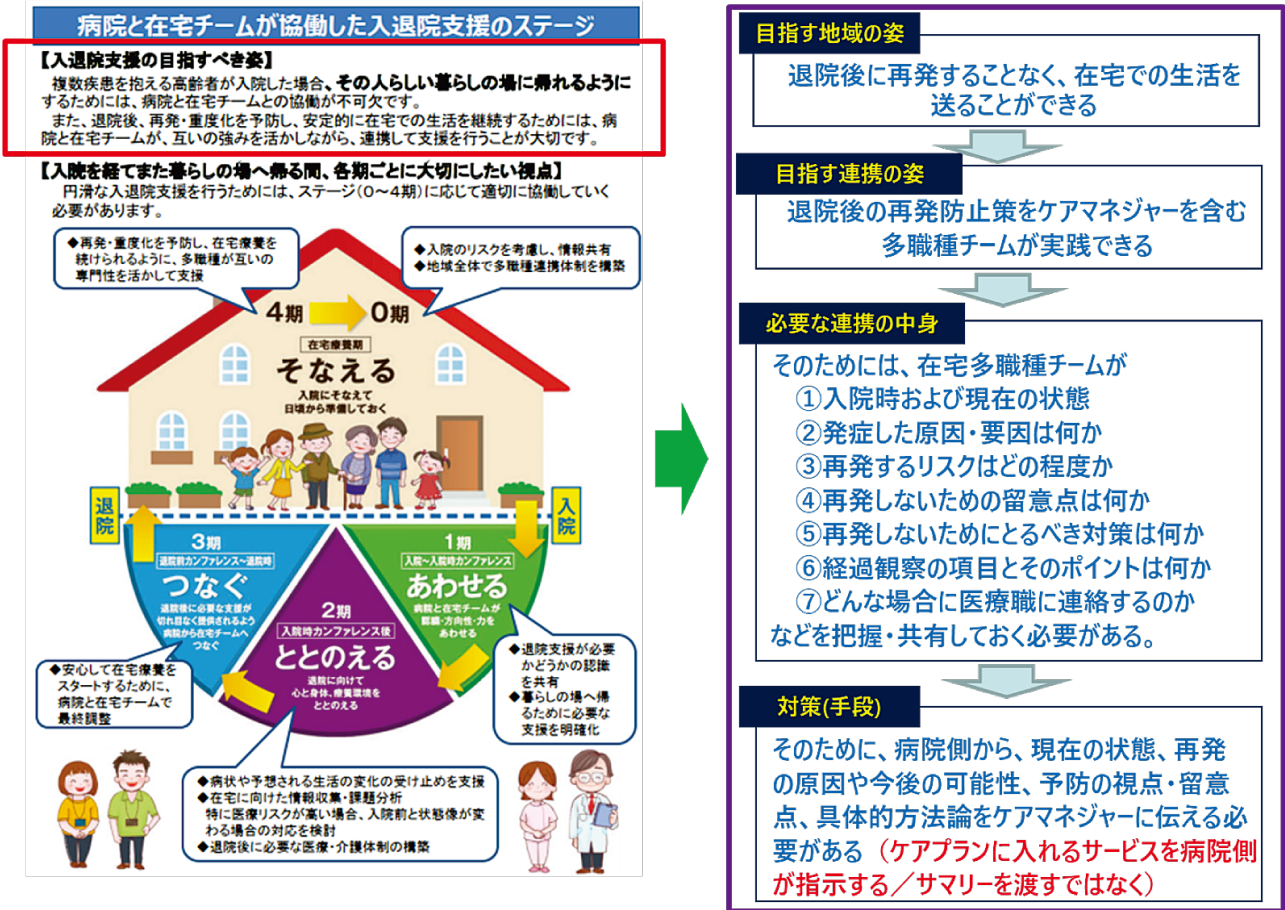 病院と在宅チームが協働した入退院支援のステージ
【入退院支援の目指すべき姿】
複数疾患を抱える高齢者が入院した場合、その人らしい暮らしの場に帰れるように
するためには、病院と在宅チームとの協働が不可欠です。
また、退院後、再発・重度化を予防し、安定的に在宅での生活を継続するためには、病
院と在宅チームが、互いの強みを活かしながら、連携して支援を行うことが大切です。
【入院を経てまた暮らしの場へ帰る間、各期ごとに大切にしたい視点】
円滑な入退院支援を行うためには、ステージ(0~4期)に応じて適切に協働していく
必要があります。
◆再発・重度化を予防し、在宅療養を
続けられるように、多職種が互いの
専門性を活かして支援
◆入院のリスクを考慮し、情報共有
◆地域全体で多職種連携体制を構築
4期
0期
在宅療養期
そなえる
入院にそなえて
日頃から準備しておく
退院
入院
3期
退院前カンファレンス~退院時
つなぐ
退院後に必要な支援が
切れ目なく提供されるよう
病院から在宅チームへ
つなぐ
2期
入院時カンファレンス後
ととのえる
退院に向けて
心と身体、療養環境を
ととのえる
1期
入院~入院時カンファレンス
あわせる
病院と在宅チームが
認識・方向性・力を
あわせる
◆安心して在宅療養を
スタートするために、
病院と在宅チームで
最終調整
◆退院支援が必要
かどうかの認識
を共有
◆暮らしの場へ帰
るために必要な
支援を明確化
◆病状や予想される生活の変化の受け止めを支援
◆在宅に向けた情報収集・課題分析
特に医療リスクが高い場合、入院前と状態像が変
わる場合の対応を検討
◆退院後に必要な医療・介護体制の構築
目指す地域の姿
退院後に再発することなく、在宅での生活を
送ることができる
目指す連携の姿
退院後の再発防止策をケアマネジャーを含む
多職種チームが実践できる
必要な連携の中身
そのためには、在宅多職種チームが
①入院時および現在の状態
②発症した原因・要因は何か
③再発するリスクはどの程度か
④再発しないための留意点は何か
⑤再発しないためにとるべき対策は何か
⑥経過観察の項目とそのポイントは何か
⑦どんな場合に医療職に連絡するのか
などを把握・共有しておく必要がある。
対策(手段)
そのために、病院側から、現在の状態、再発
の原因や今後の可能性、予防の視点・留意
点、具体的方法論をケアマネジャーに伝える必
要がある(ケアプランに入れるサービスを病院側
が指示する/サマリーを渡すではなく)